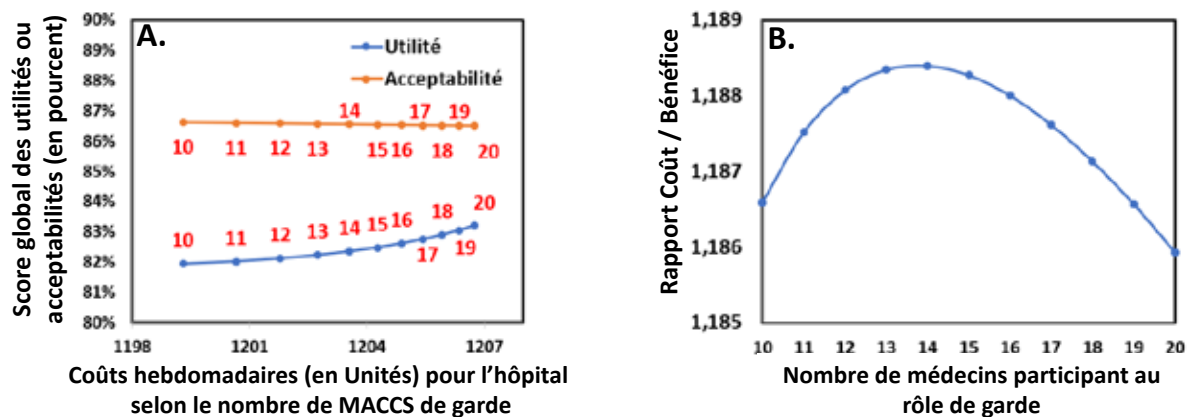 A.
Score global des utilités ou
acceptabilités (en pourcent)
90%
89%
88%
87%
86%
85%
84%
83%
82%
81%
80%
Utilité
Acceptabilité
14 17 19
10 11 12 13 15 16 18 20
10 11 12 13 14 15 16 18 20
17 19
1198 1201 1204 1207
Coûts hebdomadaires (en Unités) pour l’hôpital
selon le nombre de MACCS de garde
B.
Rapport Coût / Bénéfice
1,189
1,188
1,187
1,186
1,185
10 11 12 13 14 15 16 17 18 19 20
Nombre de médecins participant au
rôle de garde